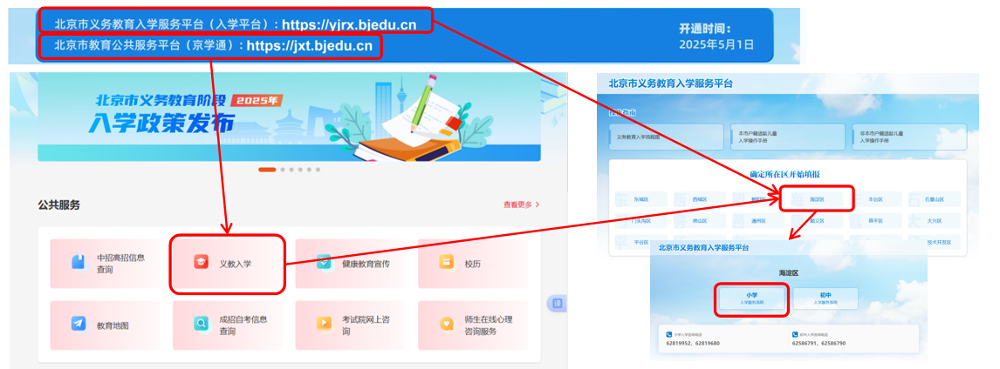 北京市义务教育入学服务平台（入学平台）: https://yjrx.bjedu.cn
北京市教育公共服务平台（京学通）: https://jxt.bjedu.cn
开通时间：
2025年5月1日
北京市义务教育阶段 2025年
入学政策发布
公共服务
查看更多 >
中招高招信息
查询
义教入学
健康教育宣传
校历
教育地图
成招自考信息
查询
考试院网上咨
询
师生在线心理
咨询服务
译
北京市义务教育入学服务平台
操作指南
义务教育入学流程图
本市户籍适龄儿童
入学操作手册
非本市户籍适龄儿童
入学操作手册
确定所在区开始填报
东城区
西城区
朝阳区
海淀区
丰台区
石景山区
门头沟区
房山区
通州区
顺义区
昌平区
大兴区
平谷区
技术开发区
北京市义务教育入学服务平台
海淀区
小学
入学服务系统
初中
入学服务系统
小学入学咨询电话
62819952、62819680
初中入学咨询电话
62586791、62586790